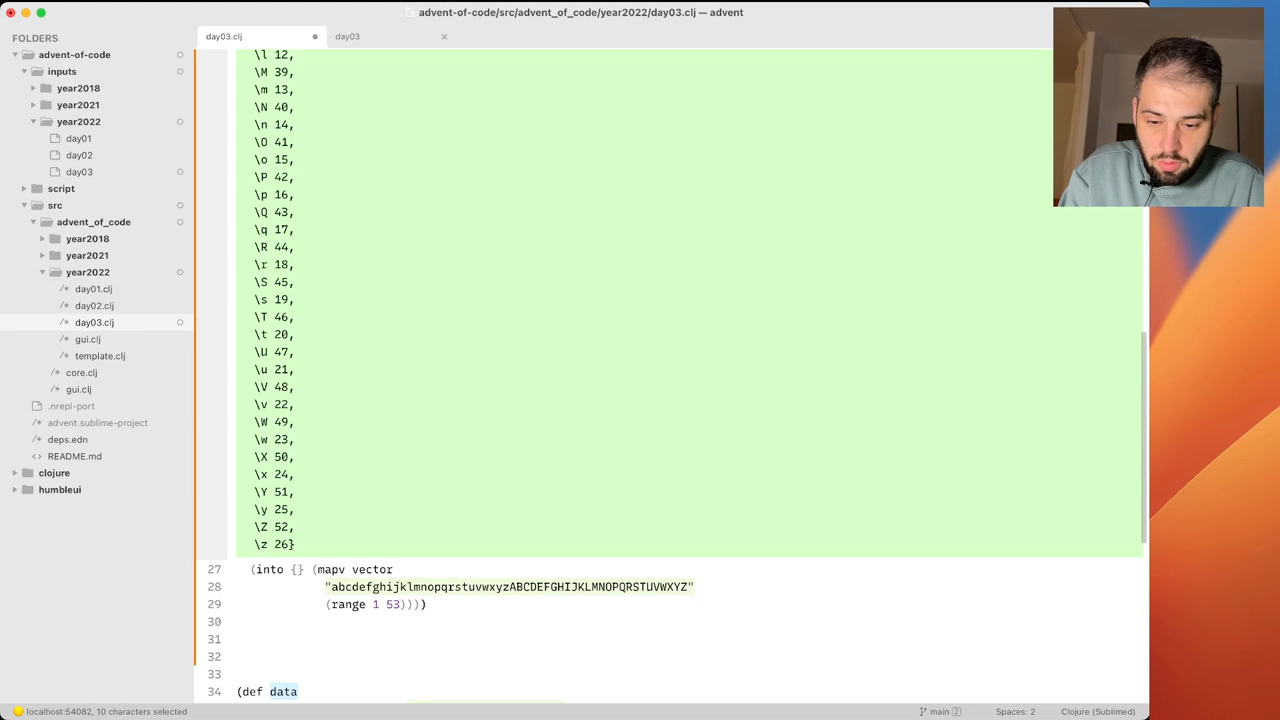 advent-of-code/src/advent_of_code/year2022/day03.clj — advent
FOLDERS
advent-of-code
inputs
year2018
year2021
year2022
day01
day02
day03
script
src
advent_of_code
year2018
year2021
year2022
day01.clj
day02.clj
day03.clj
gui.clj
template.clj
core.clj
gui.clj
.nrepl-port
advent.sublime-project
deps.edn
README.md
clojure
humbleui
day03.clj
day03
\l 12,
\M 39,
\m 13,
\N 40,
\n 14,
\O 41,
\o 15,
\P 42,
\p 16,
\Q 43,
\q 17,
\R 44,
\r 18,
\S 45,
\s 19,
\T 46,
\t 20,
\U 47,
\u 21,
\V 48,
\v 22,
\W 49,
\w 23,
\X 50,
\x 24,
\Y 51,
\y 25,
\Z 52,
\z 26}
27 (into {} (mapv vector
28 "abcdefghijklmnopqrstuvwxyzABCDEFGHIJKLMNOPQRSTUVWXYZ"
29 (range 1 53))))
30
31
32
33
34 (def data
localhost:54082, 10 characters selected
main 2
Spaces: 2
Clojure (Sublimed)